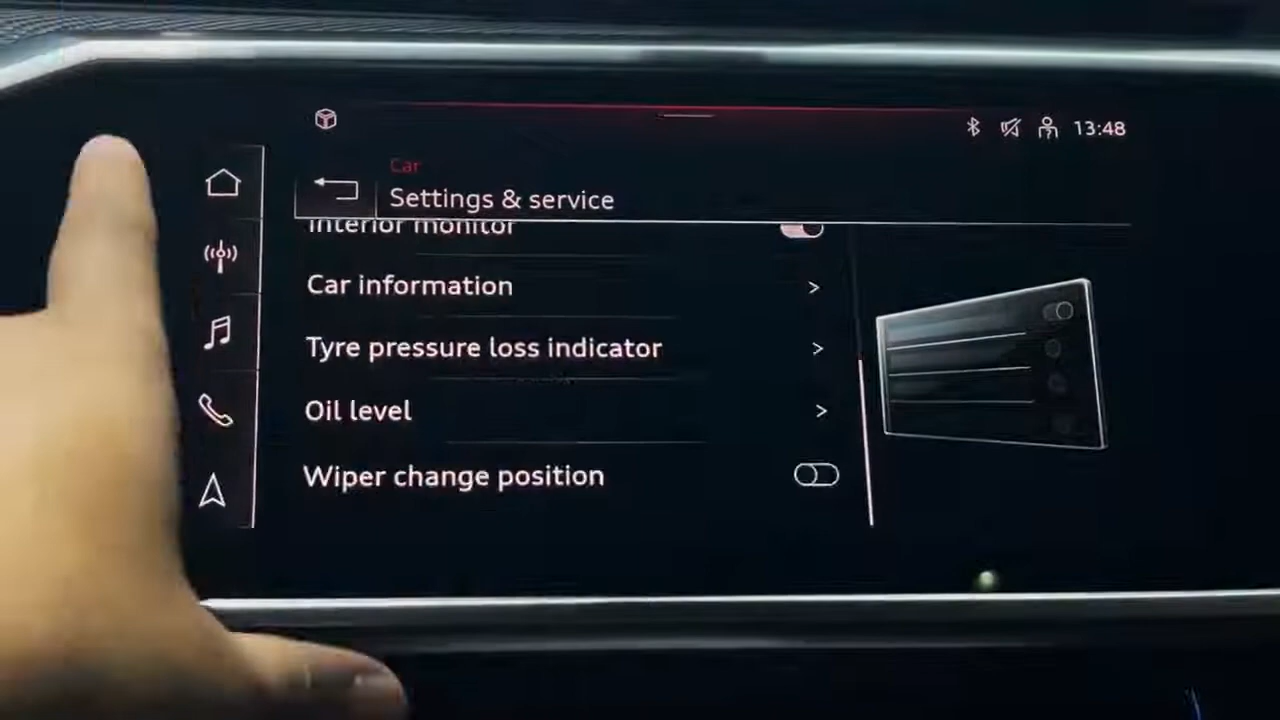 13:48
Car
Settings & service
Interior monitor
Car information
Tyre pressure loss indicator
Oil level
Wiper change position